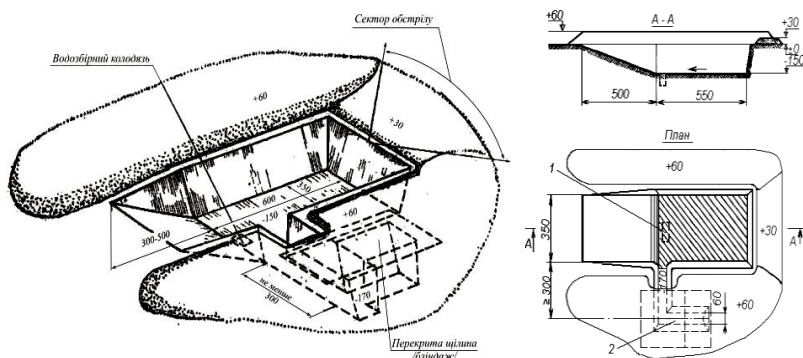 Сектор обстрілу
Водозбірний колодязь
+60
+30
350
600
-150
+60
300-500
не менше
300
-170
Перекрита щілина
/бліндаж/
А - А
+60
+30
±0
-150
500
550
План
1
+60
350
+30
А
А
≥ 300
170
60
+60
2